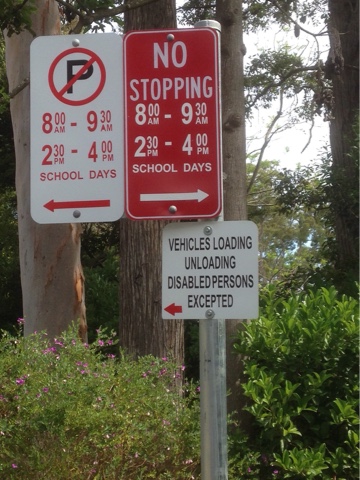 P
8 00 AM - 9 30 AM
2 30 PM - 4 00 PM
SCHOOL DAYS
NO
STOPPING
8 00 AM - 9 30 AM
2 30 PM - 4 00 PM
SCHOOL DAYS
VEHICLES LOADING
UNLOADING
DISABLED PERSONS
EXCEPTED